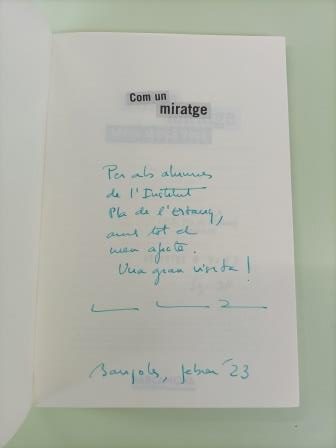 Com un
miratge
Per als alumnes
de l'Institut
Pla de l'Estany,
amb tot el
meu afecte.
Una gran visita!
Banyoles, febrer '23